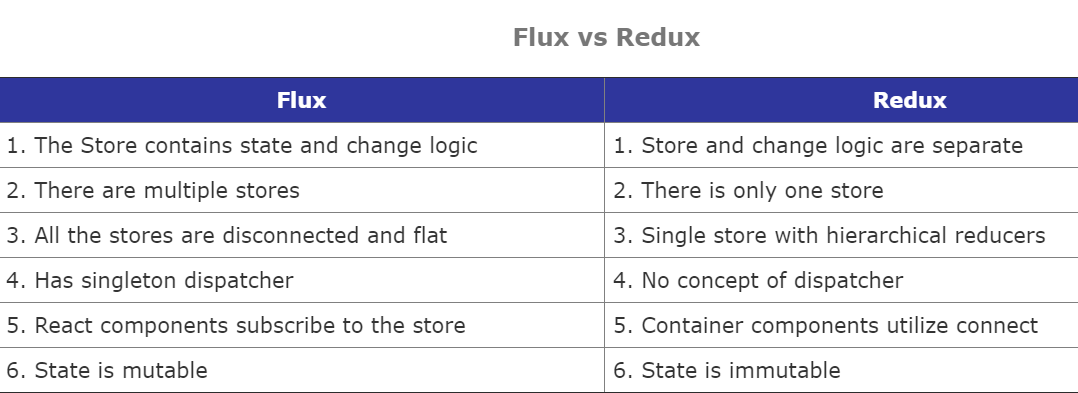 Flux vs Redux
Flux
Redux
1. The Store contains state and change logic
1. Store and change logic are separate
2. There are multiple stores
2. There is only one store
3. All the stores are disconnected and flat
3. Single store with hierarchical reducers
4. Has singleton dispatcher
4. No concept of dispatcher
5. React components subscribe to the store
5. Container components utilize connect
6. State is mutable
6. State is immutable